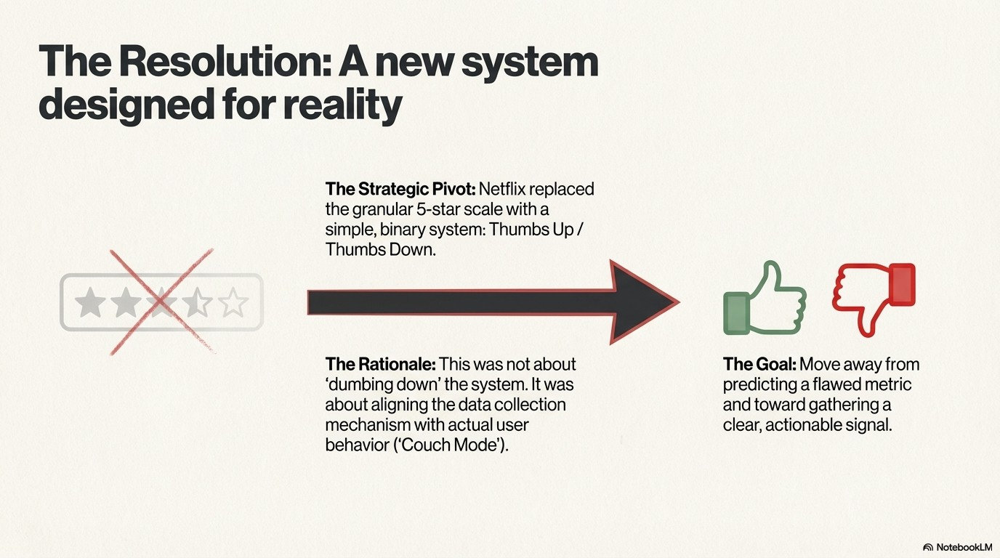 The Resolution: A new system
designed for reality
The Strategic Pivot: Netflix replaced
the granular 5-star scale with a
simple, binary system: Thumbs Up /
Thumbs Down.
The Rationale: This was not about
‘dumbing down’ the system. It was
about aligning the data collection
mechanism with actual user
behavior (‘Couch Mode’).
The Goal: Move away from
predicting a flawed metric
and toward gathering a
clear, actionable signal.
NotebookLM